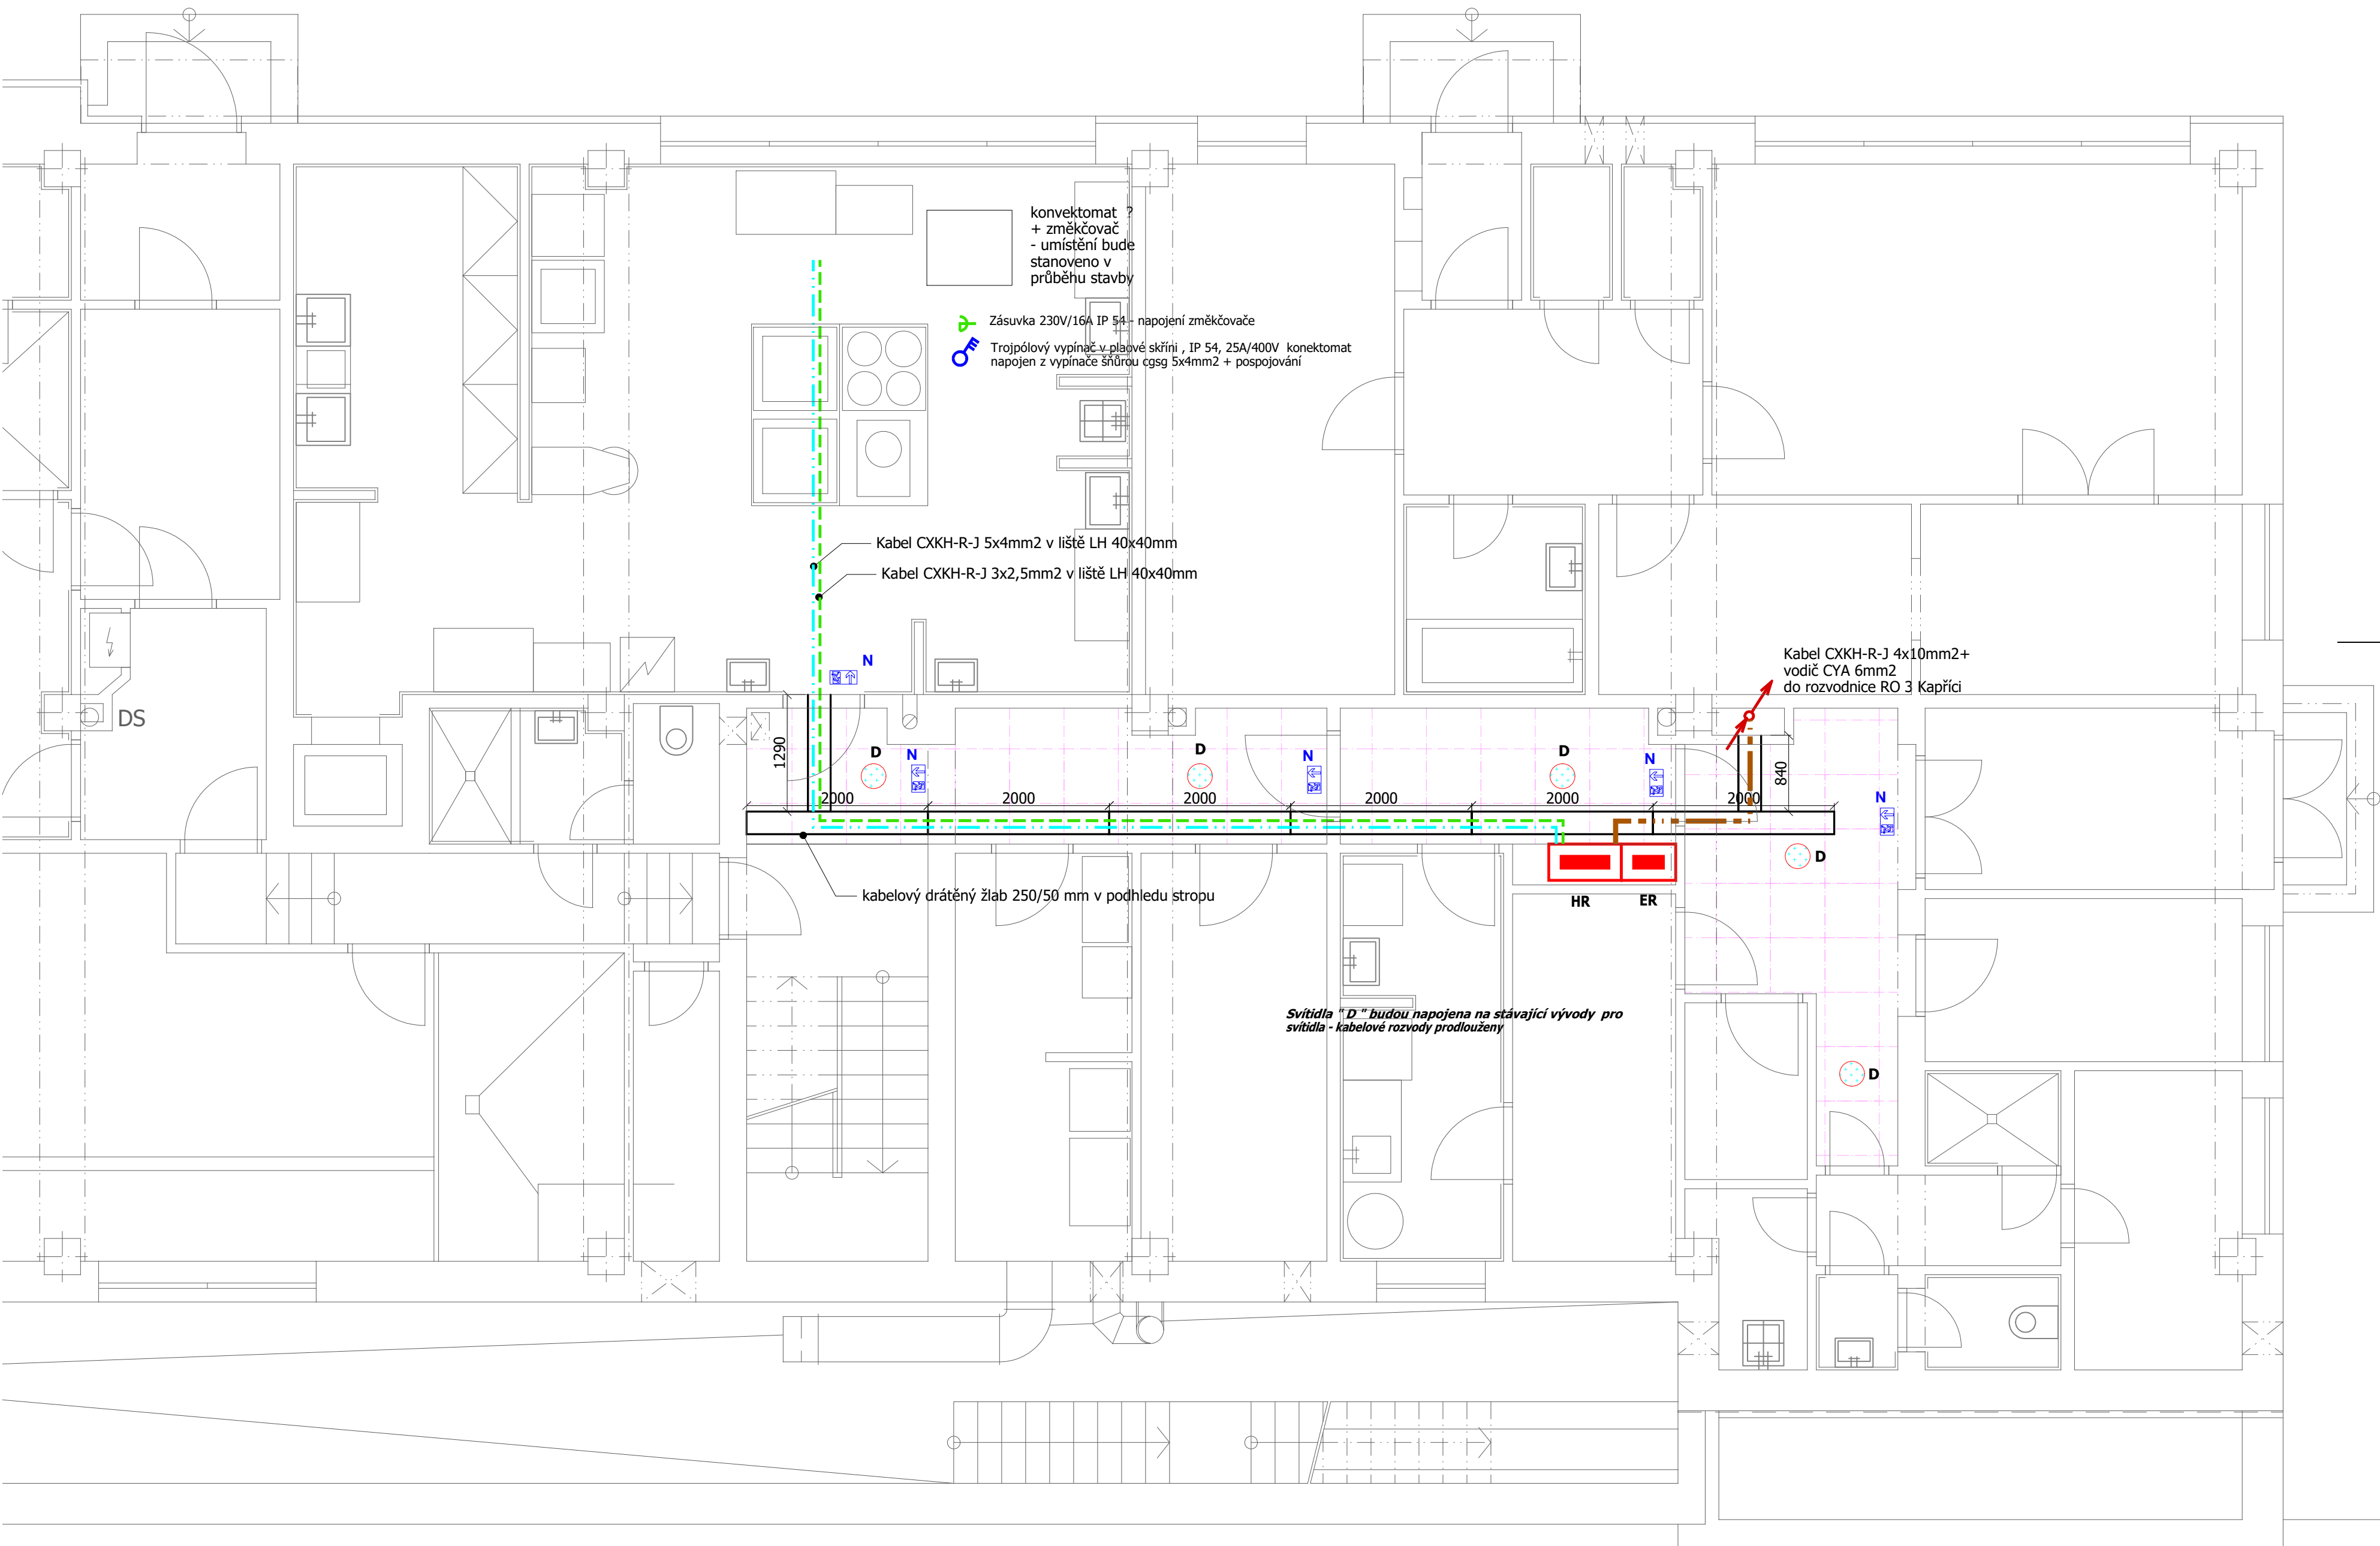 konvektomat ?
+ změkčovač
- umístění bude
stanoveno v
průběhu stavby
Zásuvka 230V/16A IP 54 - napojení změkčovače
Trojpólový vypínač v plaové skříni , IP 54, 25A/400V konektomat
napojen z vypínače šňůrou cgsg 5x4mm2 + pospojování
Kabel CXKH-R-J 5x4mm2 v liště LH 40x40mm
Kabel CXKH-R-J 3x2,5mm2 v liště LH 40x40mm
Kabel CXKH-R-J 4x10mm2+
vodič CYA 6mm2
do rozvodnice RO 3 Kapříci
N
DS
1290
D
N
D
N
D
N
840
N
2000
2000
2000
2000
2000
2000
D
kabelový drátěný žlab 250/50 mm v podhledu stropu
HR
ER
Svítidla " D " budou napojena na stávající vývody pro
svítidla - kabelové rozvody prodlouženy
D